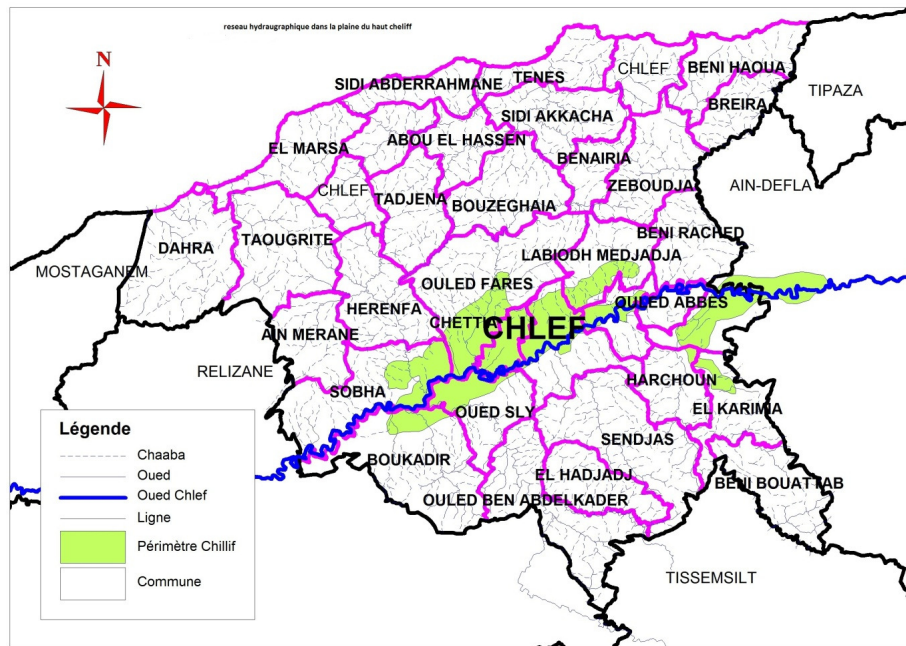 reseau hydraugraphique dans la plaine du haut cheliff
N
TENES
CHLEF
BENI HAOUA
SIDI ABDERRAHMANE
TIPAZA
BREIRA
SIDI AKKACHA
ABOU EL HASSEN
EL MARSA
BENAIRIA
CHLEF
ZEBOUDJA
AIN-DEFLA
TADJENA
BOUZEGHAIA
BENI RACHED
TAOUGRITE
DAHRA
LABIODH MEDJADJA
MOSTAGANEM
OULED FARES
OULED ABBES
HERENFA
CHETTIA
CHLEF
AIN MERANE
RELIZANE
HARCHOUN
SOBHA
EL KARIMIA
OUED SLY
SENDJAS
BOUKADIR
EL HADJADJ
BENI BOUATTAB
OULED BEN ABDELKADER
TISSEMSILT
Légende
Chaaba
Oued
Oued Chlef
Ligne
Périmètre Chillif
Commune